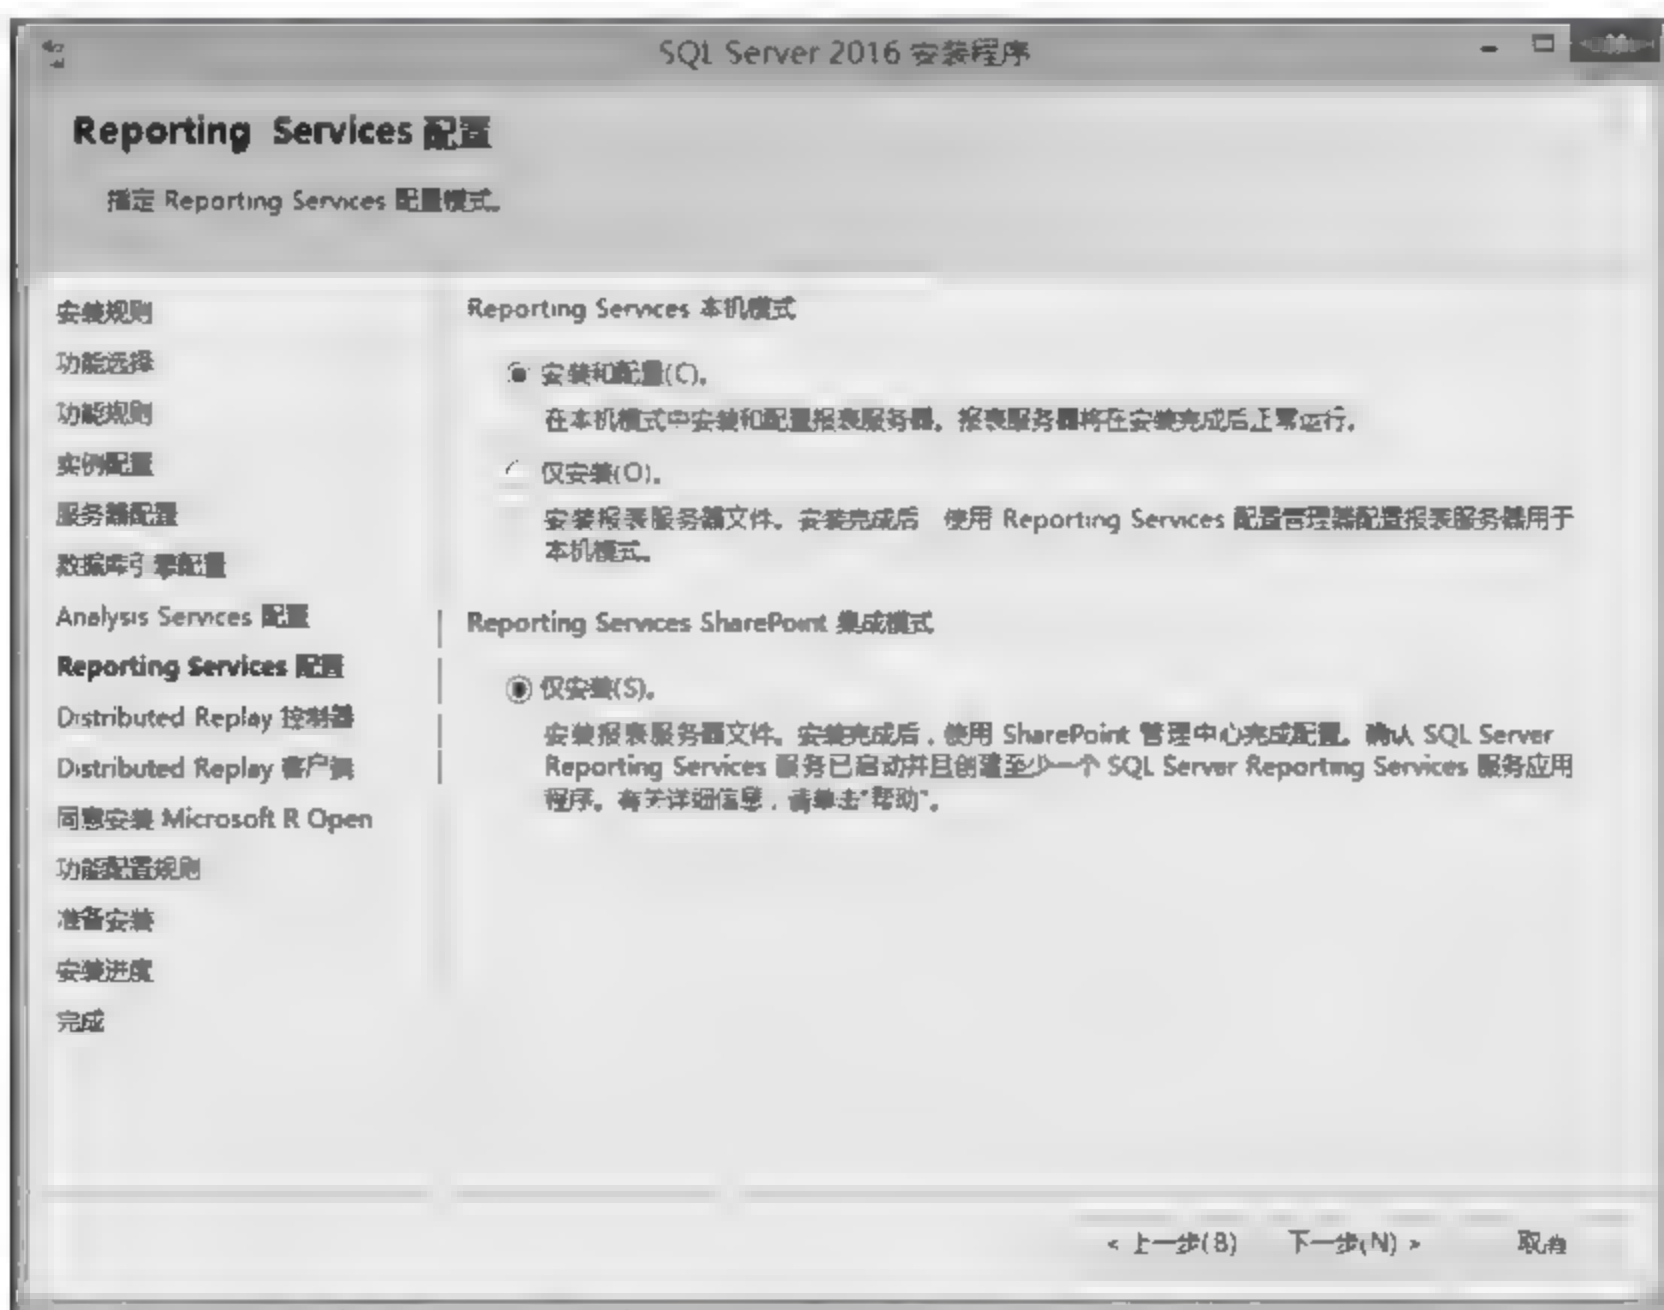 SQL Server 2016 安装程序
Reporting Services 配置
指定 Reporting Services 配置模式。
安装规则
功能选择
功能规则
实例配置
服务器配置
数据库引擎配置
Analysis Services 配置
Reporting Services 配置
Distributed Replay 控制器
Distributed Replay 客户端
同意安装 Microsoft R Open
功能配置规则
准备安装
安装进度
完成
Reporting Services 本机模式
安装和配置(C)。
在本机模式中安装和配置报表服务器。报表服务器将在安装完成后正常运行。
仅安装(O)。
安装报表服务器文件。安装完成后 使用 Reporting Services 配置管理器配置报表服务器用于
本机模式。
Reporting Services SharePoint 集成模式
仅安装(S)。
安装报表服务器文件。安装完成后，使用 SharePoint 管理中心完成配置。确认 SQL Server
Reporting Services 服务已启动并且创建至少一个 SQL Server Reporting Services 服务应用
程序。有关详细信息，请单击"帮助"。
< 上一步(B) 下一步(N) > 取消